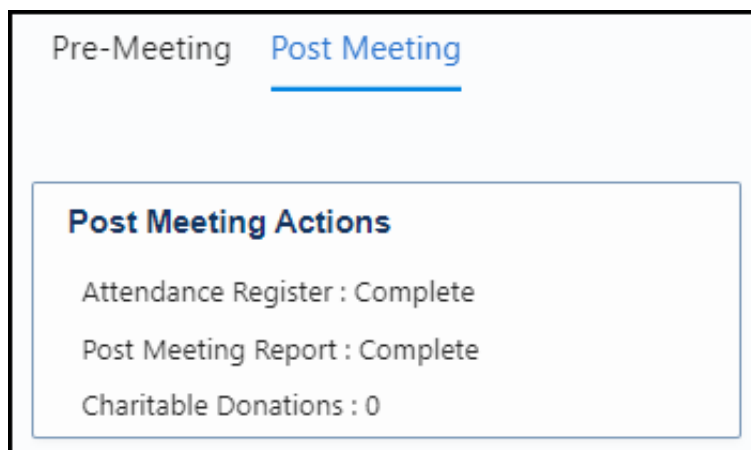 Pre-Meeting Post Meeting
Post Meeting Actions
Attendance Register : Complete
Post Meeting Report : Complete
Charitable Donations : 0